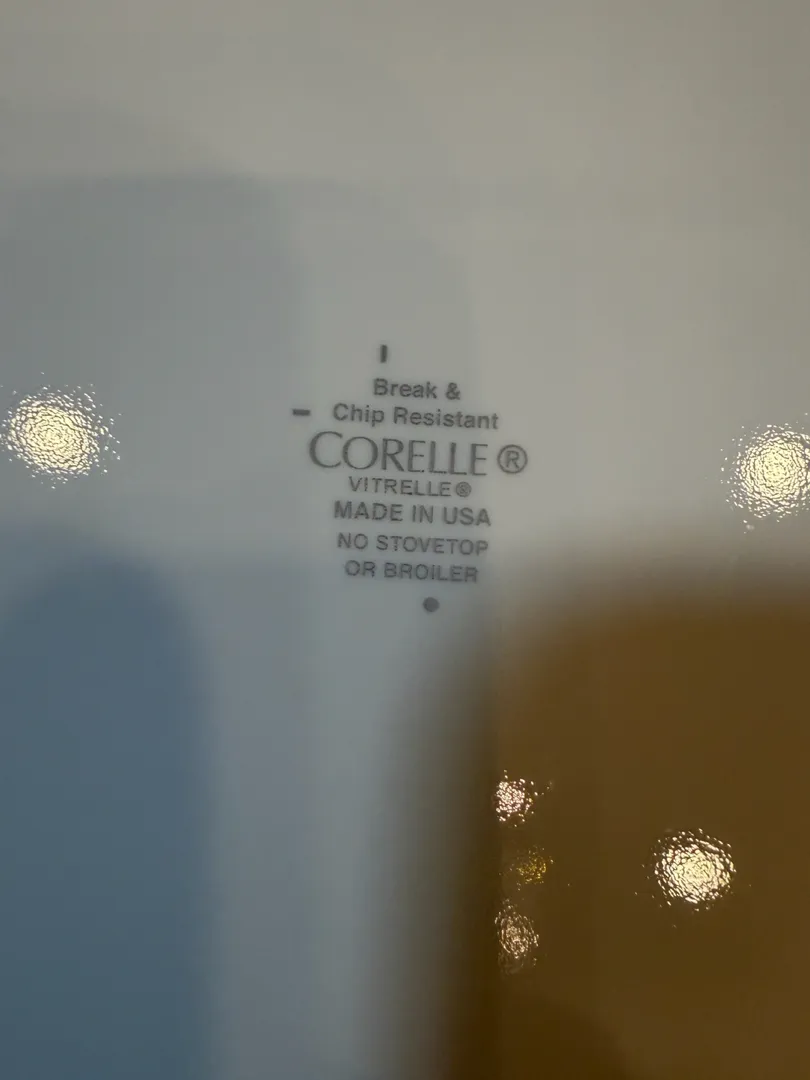 Break &
Chip Resistant
CORELLE®
VITRELLE®
MADE IN USA
NO STOVETOP
OR BROILER